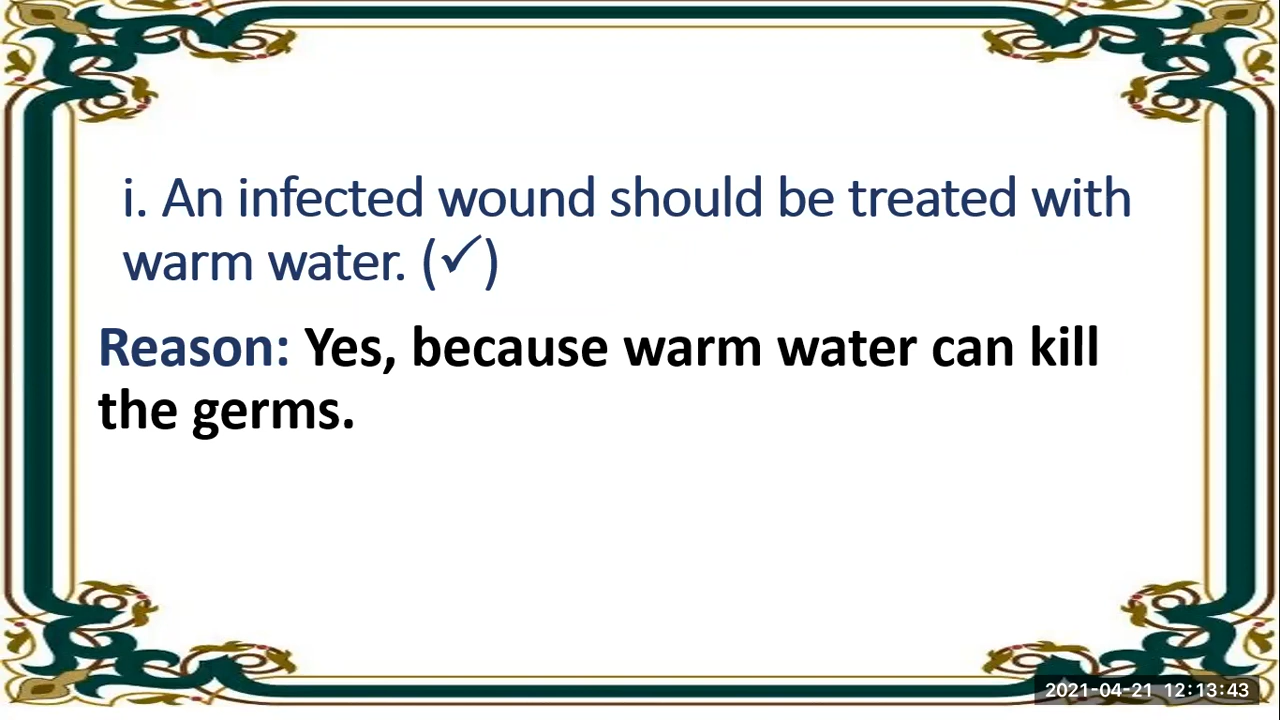 i. An infected wound should be treated with
warm water. (✓)
Reason: Yes, because warm water can kill
the germs.
2021-04-21 12:13:43